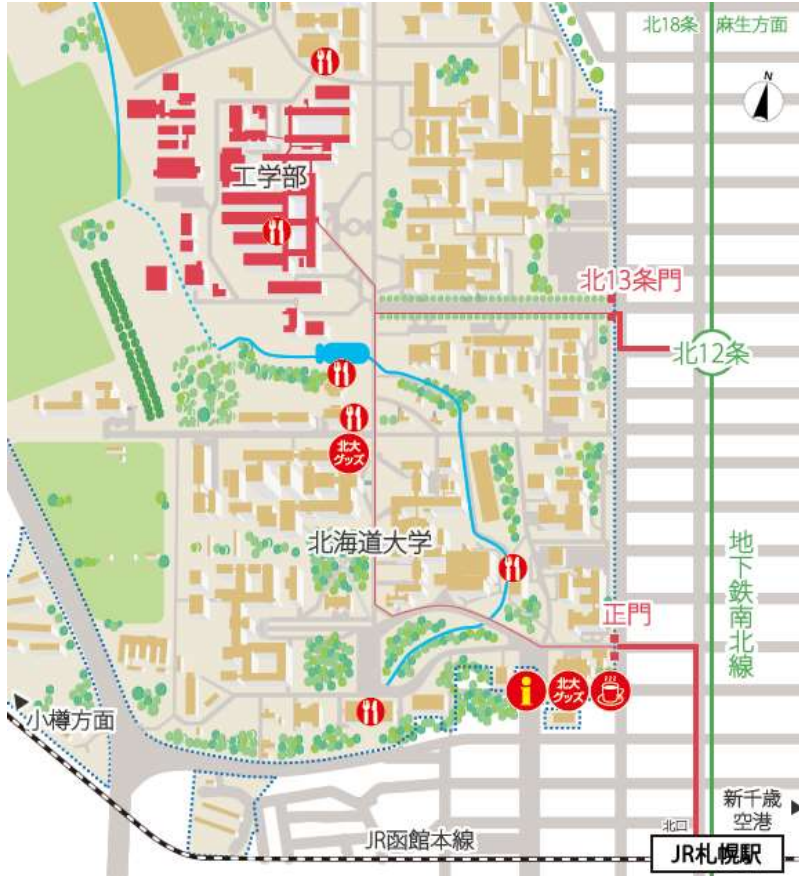 北18条
麻生方面
N
工学部
北13条門
北12条
北大
グッズ
北海道大学
地下鉄南北線
正門
i
北大
グッズ
小樽方面
新千歳
空港
北口
JR函館本線
JR札幌駅